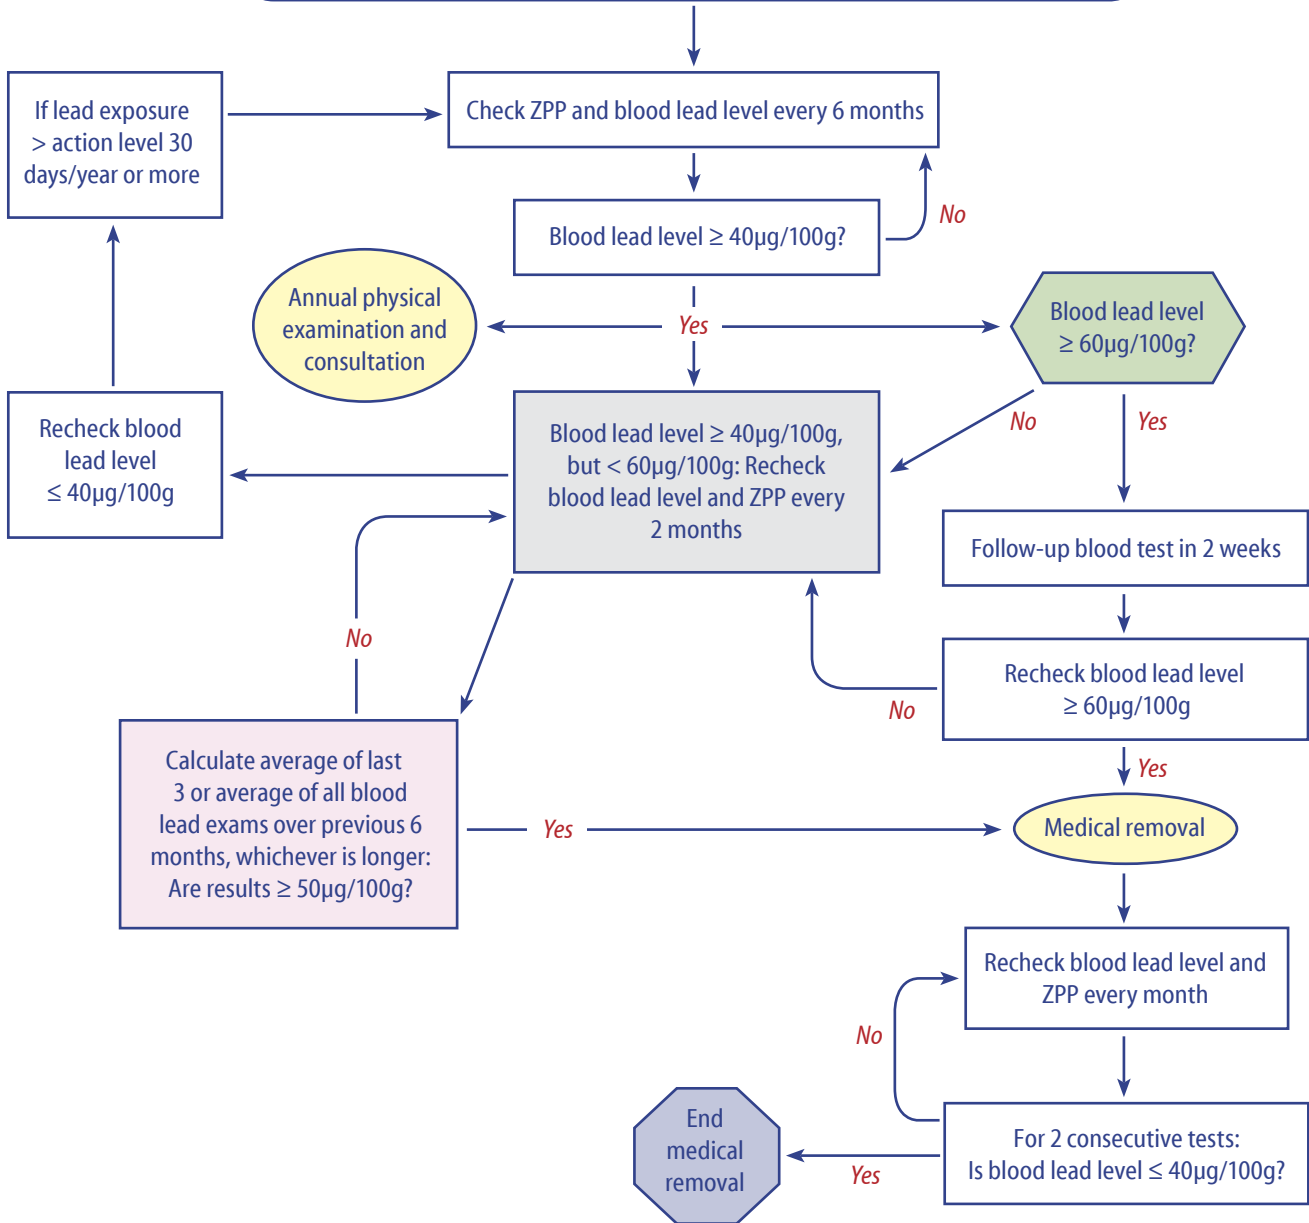 If lead exposure
> action level 30
days/year or more
Check ZPP and blood lead level every 6 months
Blood lead level ≥ 40µg/100g?
No
Annual physical
examination and
consultation
Yes
Blood lead level
≥ 60µg/100g?
No
Yes
Recheck blood
lead level
≤ 40µg/100g
Blood lead level ≥ 40µg/100g,
but < 60µg/100g: Recheck
blood lead level and ZPP every
2 months
Follow-up blood test in 2 weeks
No
Recheck blood lead level
≥ 60µg/100g
No
Yes
Calculate average of last
3 or average of all blood
lead exams over previous 6
months, whichever is longer:
Are results ≥ 50µg/100g?
Yes
Medical removal
Recheck blood lead level and
ZPP every month
No
For 2 consecutive tests:
Is blood lead level ≤ 40µg/100g?
Yes
End
medical
removal